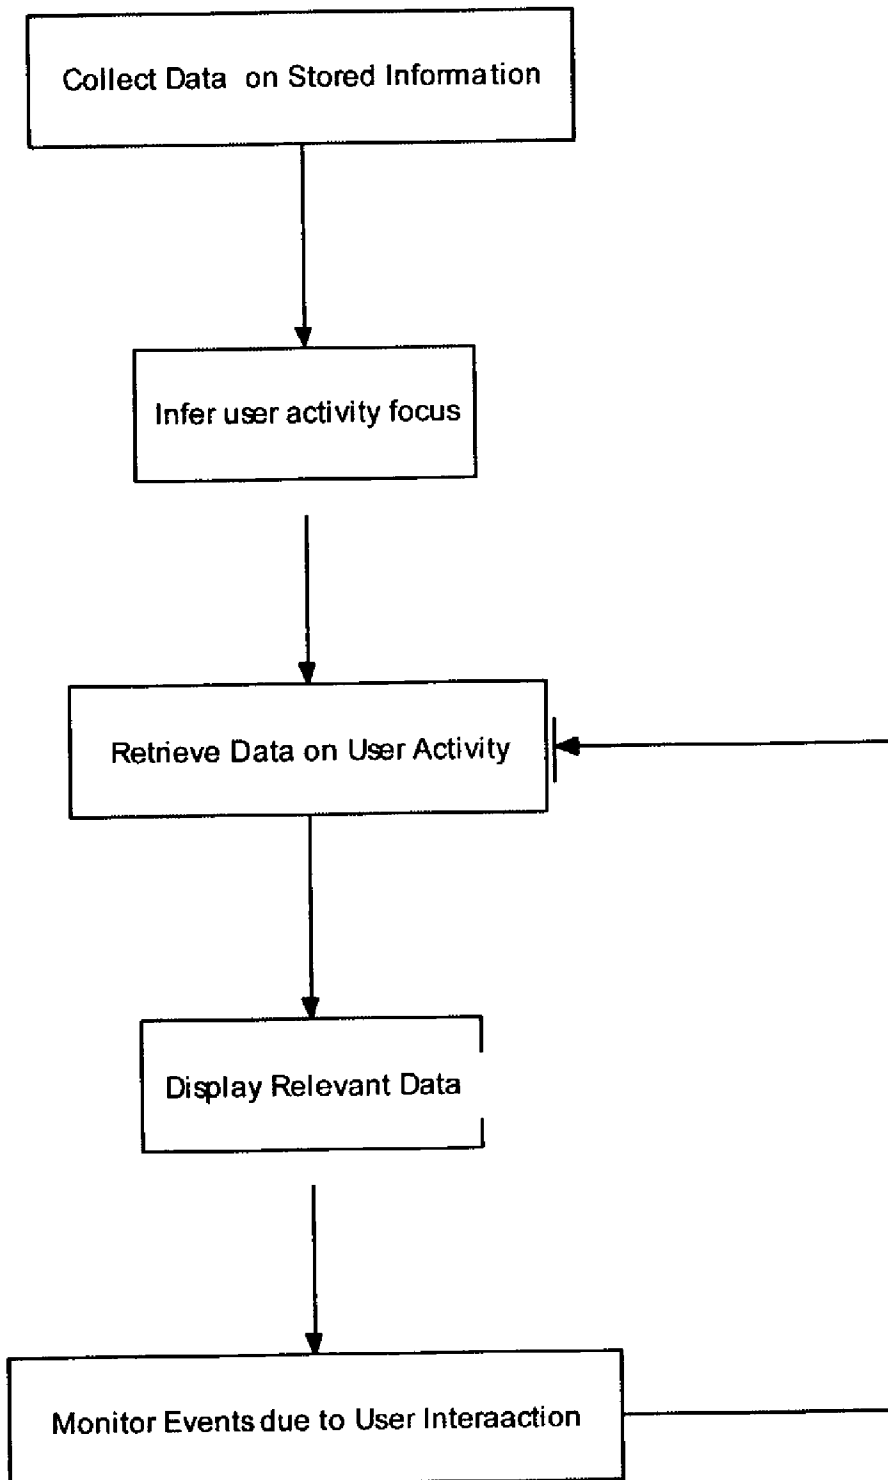 Collect Data on Stored Information
Infer user activity focus
Retrieve Data on User Activity
Display Relevant Data
Monitor Events due to User Interaaction